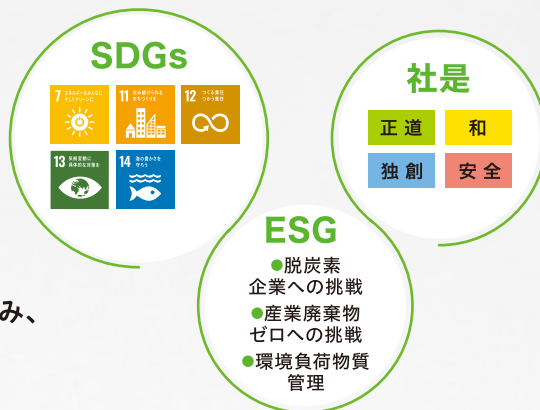 SDGs
7 エネルギーをみんなに
そしてクリーンに
11 住み続けられる
まちづくりを
12 つくる責任
つかう責任
13 気候変動に
具体的な対策を
14 海の豊かさを
守ろう
社是
正道
和
独創
安全
ESG
●脱炭素
企業への挑戦
●産業廃棄物
ゼロへの挑戦
●環境負荷物質
管理
み、